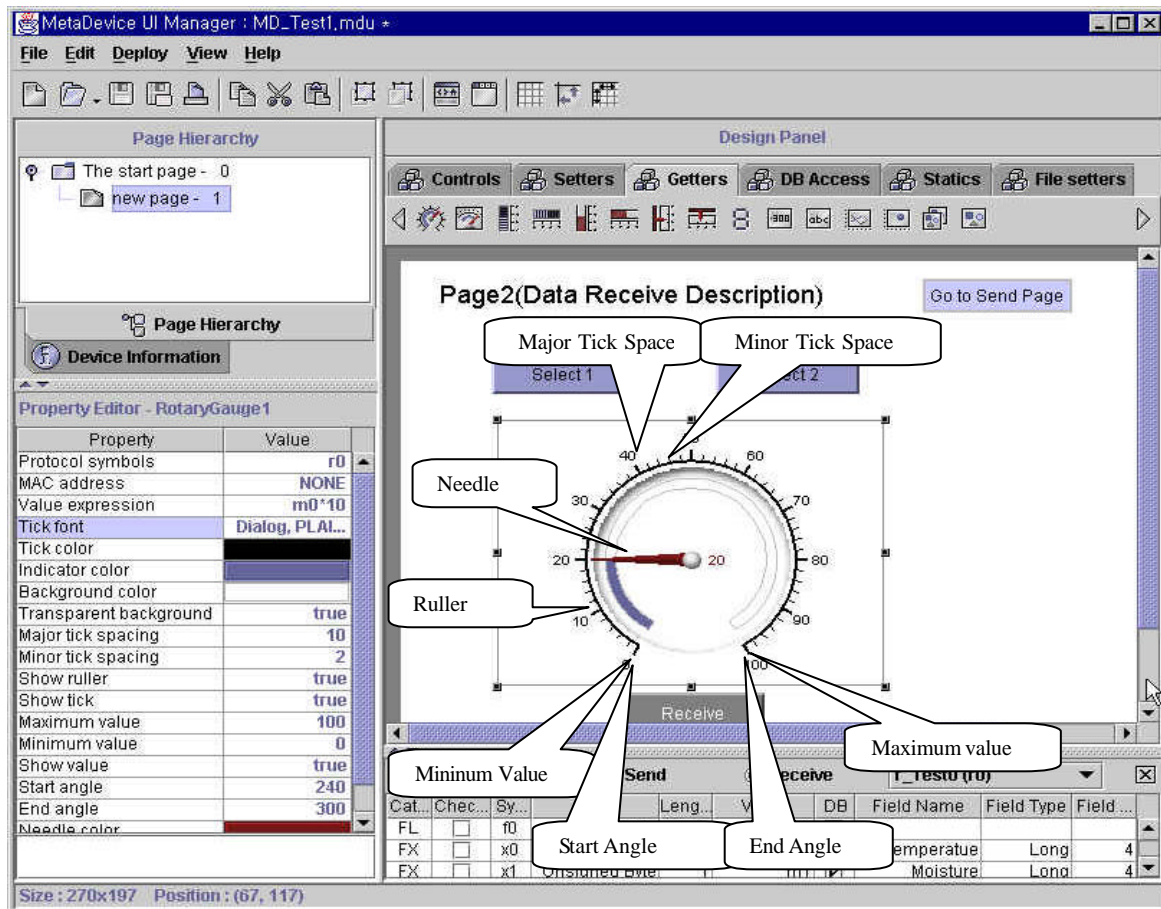 MetaDevice UI Manager : MD_Test1.mdu *
File Edit Deploy View Help
Page Hierarchy
The start page - 0
new page - 1
Page Hierarchy
Device Information
Property Editor - RotaryGauge1
Property Value
Protocol symbols r0
MAC address NONE
Value expression m0*10
Tick font Dialog, PLAI...
Tick color
Indicator color
Background color
Transparent background true
Major tick spacing 10
Minor tick spacing 2
Show ruller true
Show tick true
Maximum value 100
Minimum value 0
Show value true
Start angle 240
End angle 300
Needle color
Size : 270x197 Position : (67, 117)
Design Panel
Controls Setters Getters DB Access Statics File setters
Page2(Data Receive Description)
Go to Send Page
Major Tick Space
Minor Tick Space
Select 1
40
60
Needle
30
70
20
20
80
Ruller
10
90
100
Receive
Maximum value
Mininum Value
Send
Start Angle
End Angle
Cat... Chec... Sy... Leng... DB Field Name Field Type Field ...
FL f0
FX x0 Long 4
FX x1 Unsigned Byte Moisture Long 4